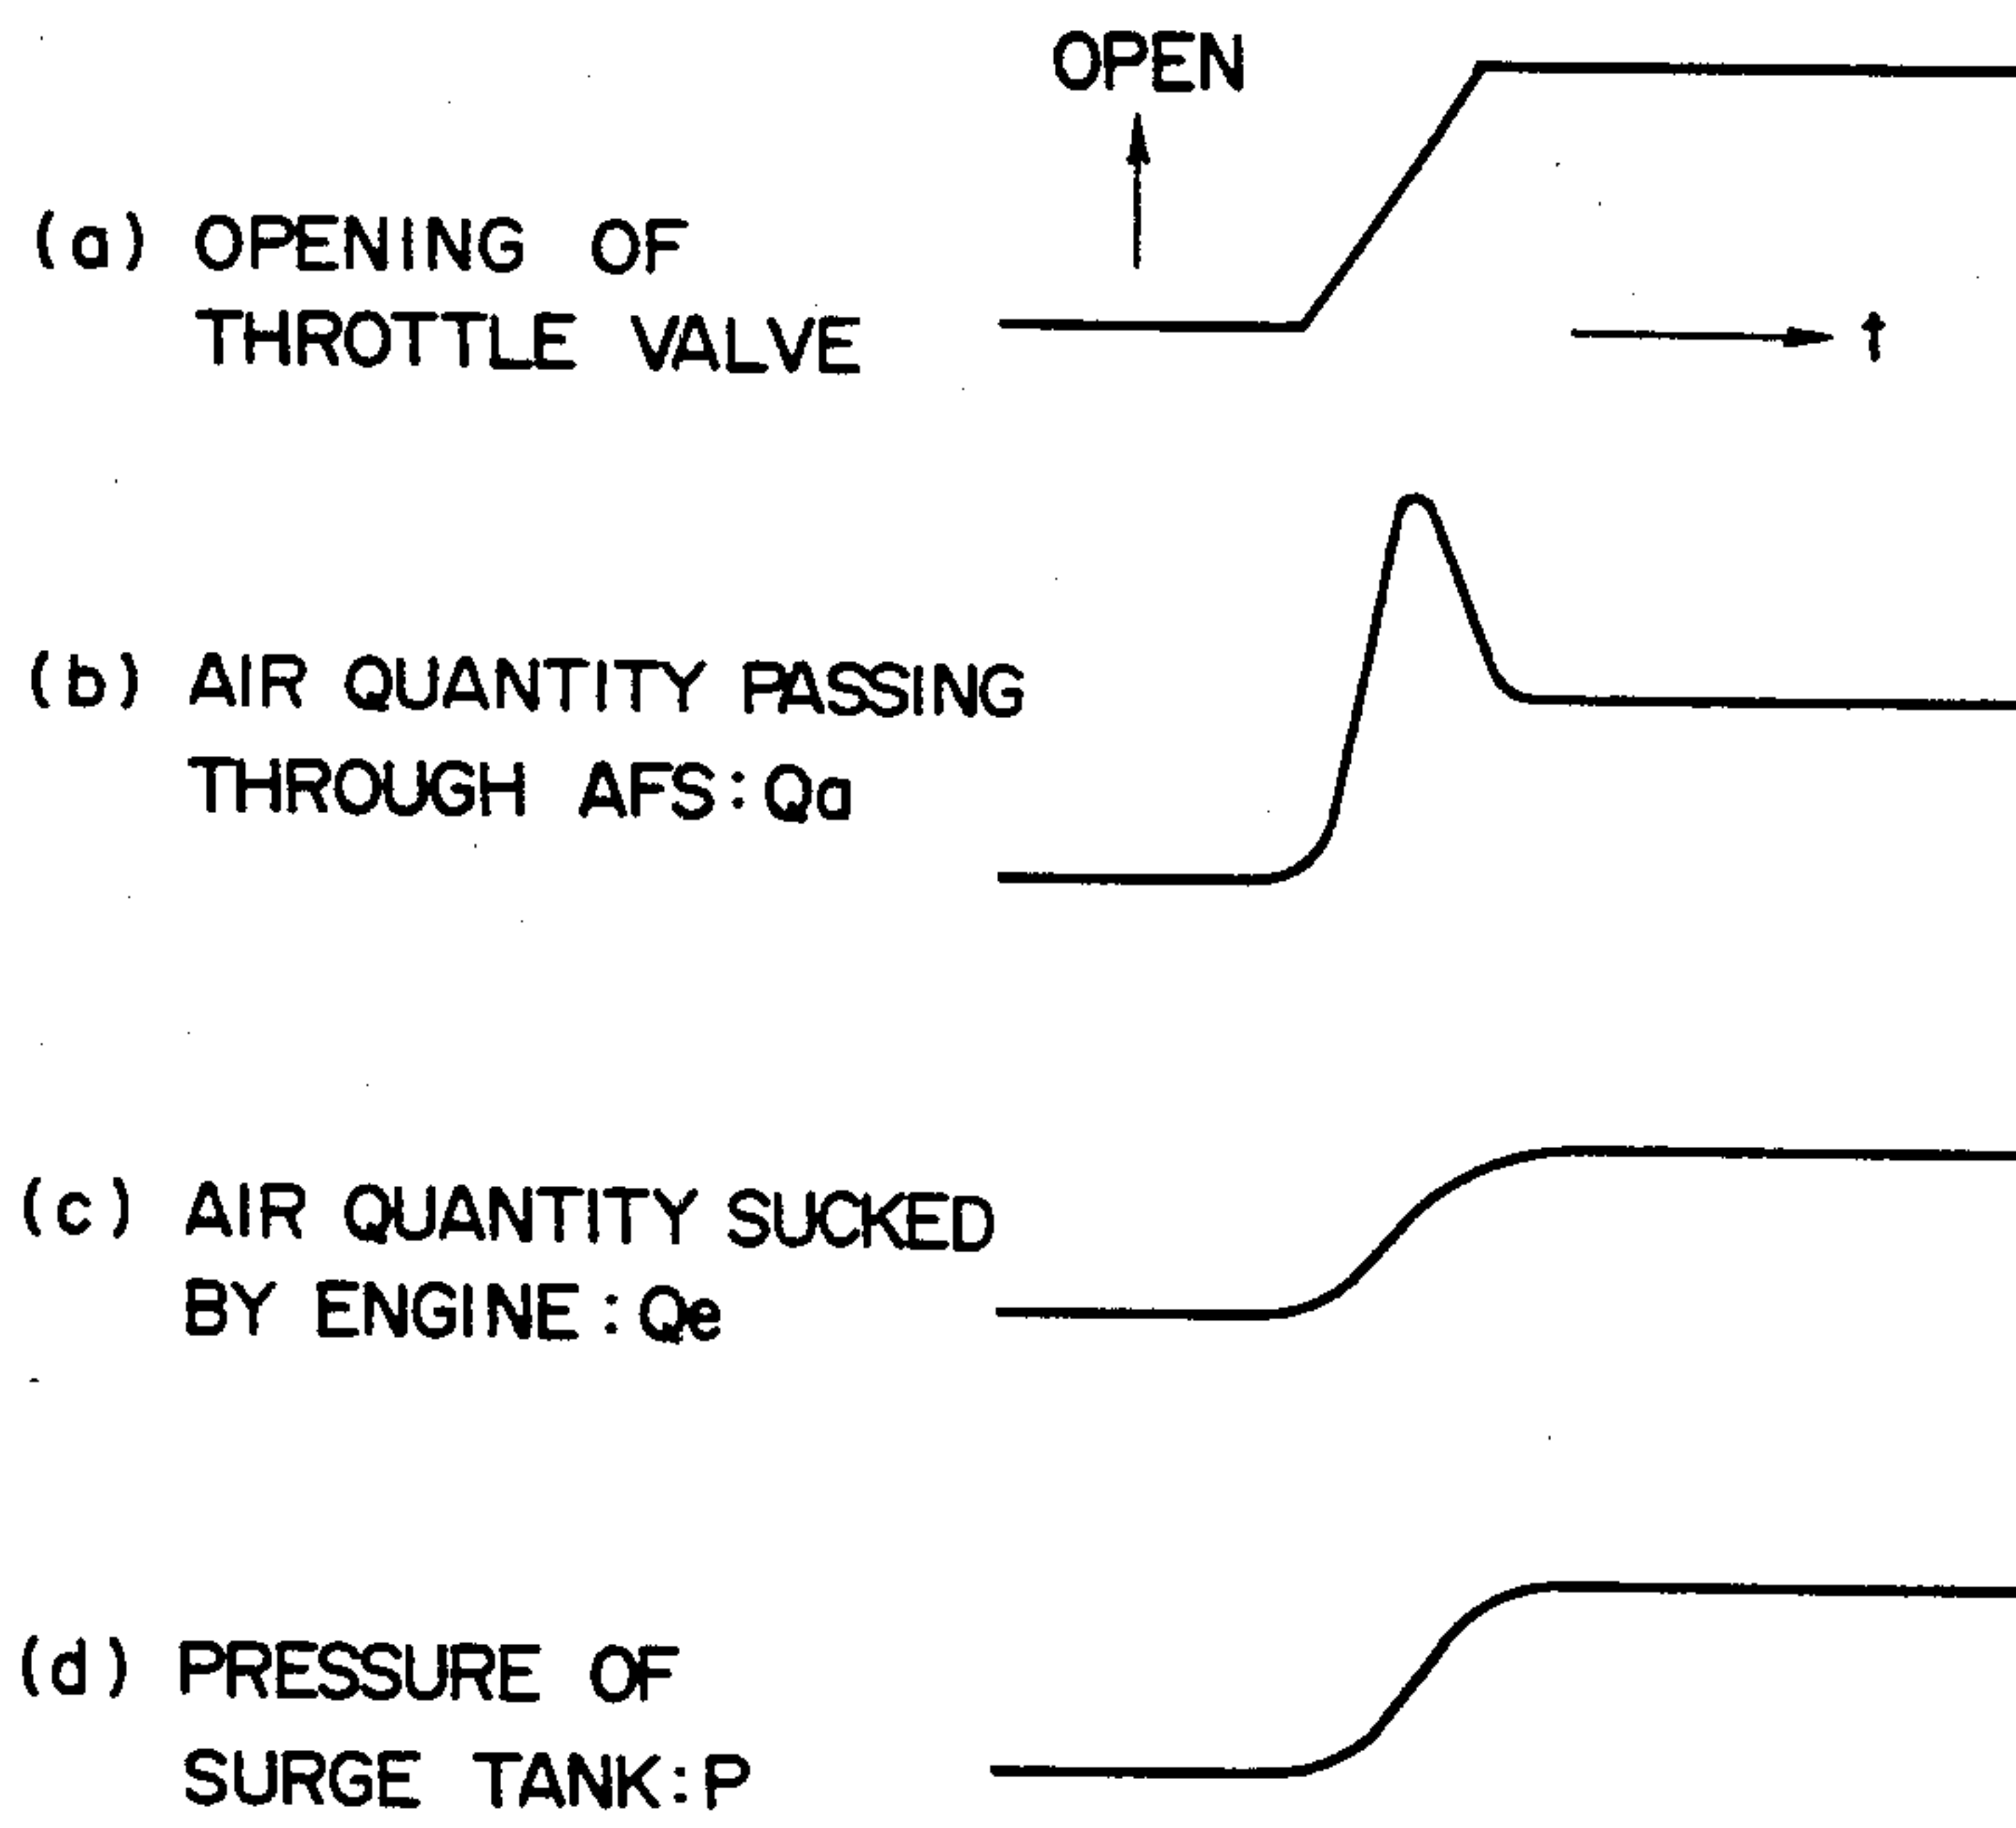 OPEN
(a) OPENING OF
THROTTLE VALVE
t
(b) AIR QUANTITY PASSING
THROUGH AFS:Qa
(c) AIR QUANTITY SUCKED
BY ENGINE:Qe
(d) PRESSURE OF
SURGE TANK:P